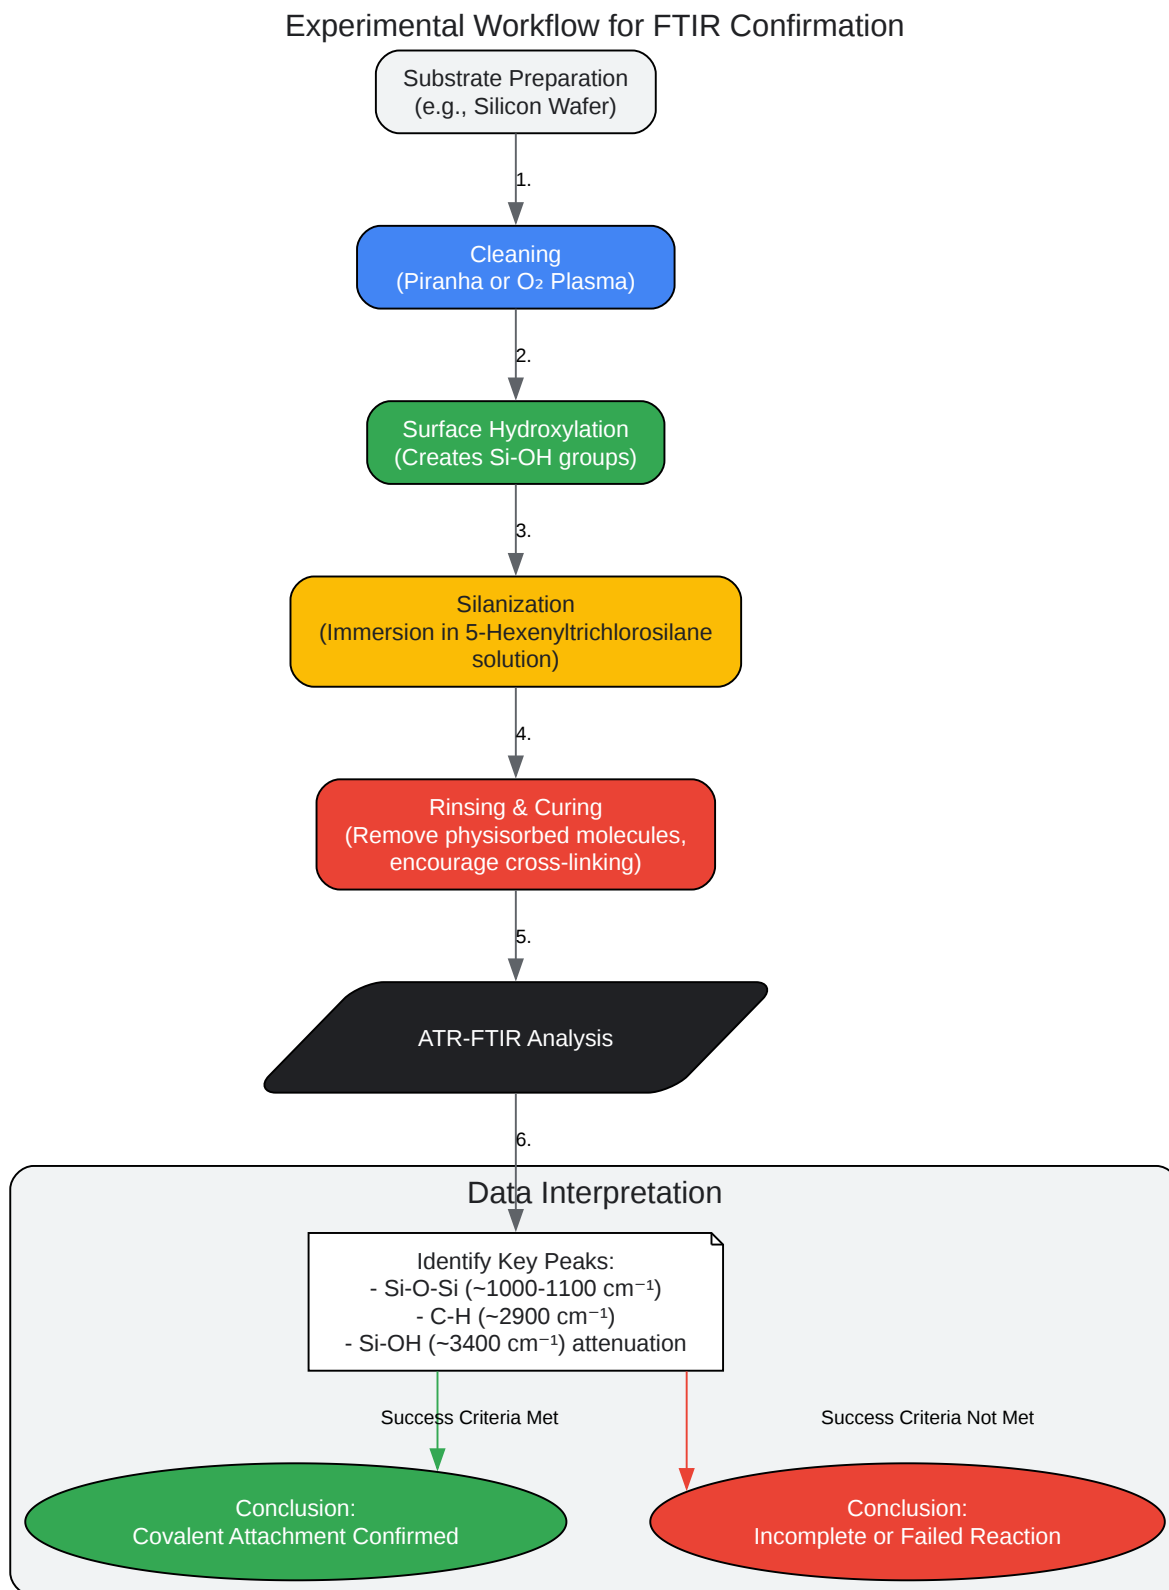 Experimental Workflow for FTIR Confirmation
Substrate Preparation
(e.g., Silicon Wafer)
1.
Cleaning
(Piranha or O₂ Plasma)
2.
Surface Hydroxylation
(Creates Si-OH groups)
3.
Silanization
(Immersion in 5-Hexenyltrichlorosilane
solution)
4.
Rinsing & Curing
(Remove physisorbed molecules,
encourage cross-linking)
5.
ATR-FTIR Analysis
6.
Data Interpretation
Identify Key Peaks:
- Si-O-Si (~1000-1100 cm⁻¹)
- C-H (~2900 cm⁻¹)
- Si-OH (~3400 cm⁻¹) attenuation
Success Criteria Met
Success Criteria Not Met
Conclusion:
Covalent Attachment Confirmed
Conclusion:
Incomplete or Failed Reaction